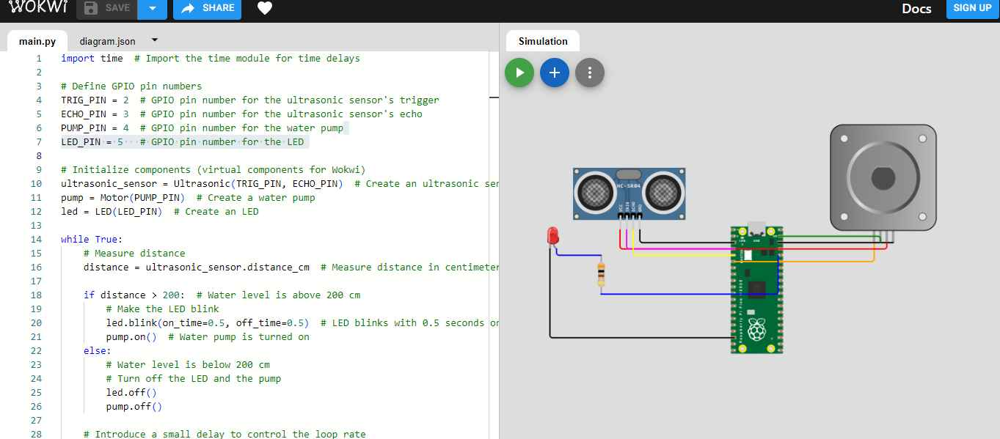 WOKWI SAVE SHARE Docs SIGN UP
main.py diagram.json
Simulation
1 import time  # Import the time module for time delays
2
3 # Define GPIO pin numbers
4 TRIG_PIN = 2  # GPIO pin number for the ultrasonic sensor's trigger
5 ECHO_PIN = 3  # GPIO pin number for the ultrasonic sensor's echo
6 PUMP_PIN = 4  # GPIO pin number for the water pump
7 LED_PIN = 5   # GPIO pin number for the LED
8
9 # Initialize components (virtual components for Wokwi)
10 ultrasonic_sensor = Ultrasonic(TRIG_PIN, ECHO_PIN)  # Create an ultrasonic ser
11 pump = Motor(PUMP_PIN)  # Create a water pump
12 led = LED(LED_PIN)  # Create an LED
13
14 while True:
15     # Measure distance
16     distance = ultrasonic_sensor.distance_cm  # Measure distance in centimeter
17
18     if distance > 200:  # Water level is above 200 cm
19         # Make the LED blink
20         led.blink(on_time=0.5, off_time=0.5)  # LED blinks with 0.5 seconds or
21         pump.on()  # Water pump is turned on
22     else:
23         # Water level is below 200 cm
24         # Turn off the LED and the pump
25         led.off()
26         pump.off()
27
28     # Introduce a small delay to control the loop rate
HC-SR04